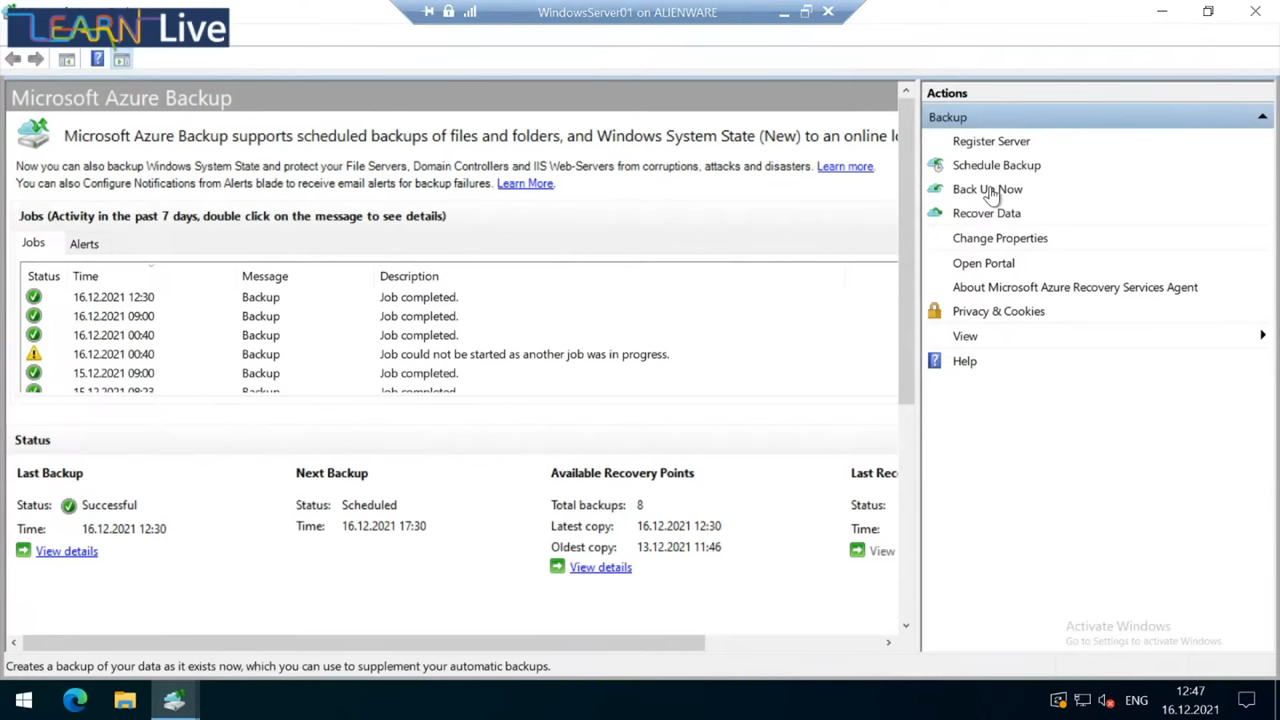 LEARN Live
WindowsServer01 on ALIENWARE
Microsoft Azure Backup
Microsoft Azure Backup supports scheduled backups of files and folders, and Windows System State (New) to an online lo
Now you can also backup Windows System State and protect your File Servers, Domain Controllers and IIS Web-Servers from corruptions, attacks and disasters. Learn more.
You can also Configure Notifications from Alerts blade to receive email alerts for backup failures. Learn More.
Jobs (Activity in the past 7 days, double click on the message to see details)
Jobs Alerts
Status Time Message Description
16.12.2021 12:30 Backup Job completed.
16.12.2021 09:00 Backup Job completed.
16.12.2021 00:40 Backup Job completed.
16.12.2021 00:40 Backup Job could not be started as another job was in progress.
15.12.2021 09:00 Backup Job completed.
15.12.2021 08:23 Backup Job completed.
Status
Last Backup
Status: Successful
Time: 16.12.2021 12:30
View details
Next Backup
Status: Scheduled
Time: 16.12.2021 17:30
Available Recovery Points
Total backups: 8
Latest copy: 16.12.2021 12:30
Oldest copy: 13.12.2021 11:46
View details
Last Rec
Status:
Time:
View
Actions
Backup
Register Server
Schedule Backup
Back Up Now
Recover Data
Change Properties
Open Portal
About Microsoft Azure Recovery Services Agent
Privacy & Cookies
View
Help
Activate Windows
Go to Settings to activate Windows.
Creates a backup of your data as it exists now, which you can use to supplement your automatic backups.
ENG
12:47
16.12.2021